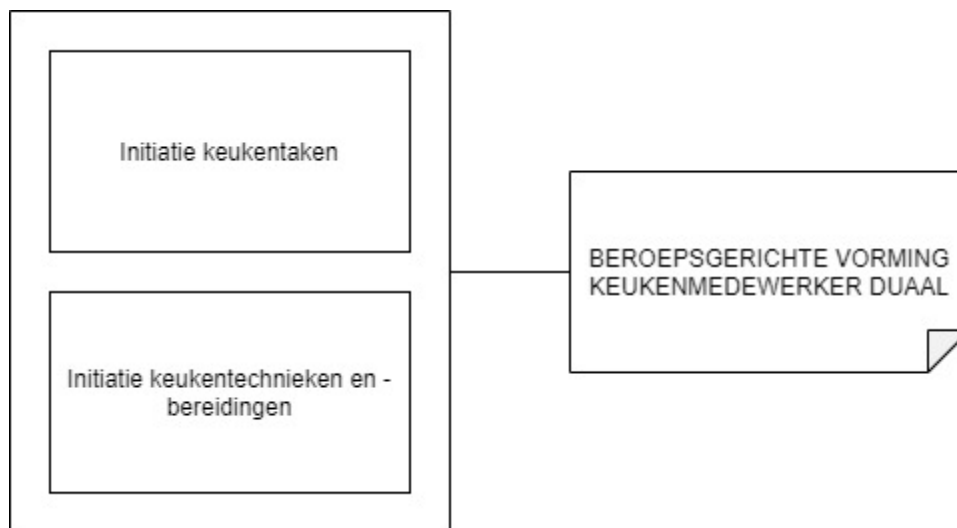 Initiatie keukentaken
Initiatie keukentechnieken en -
bereidingen
BEROEPSGERICHTE VORMING
KEUKENMEDEWERKER DUAAL